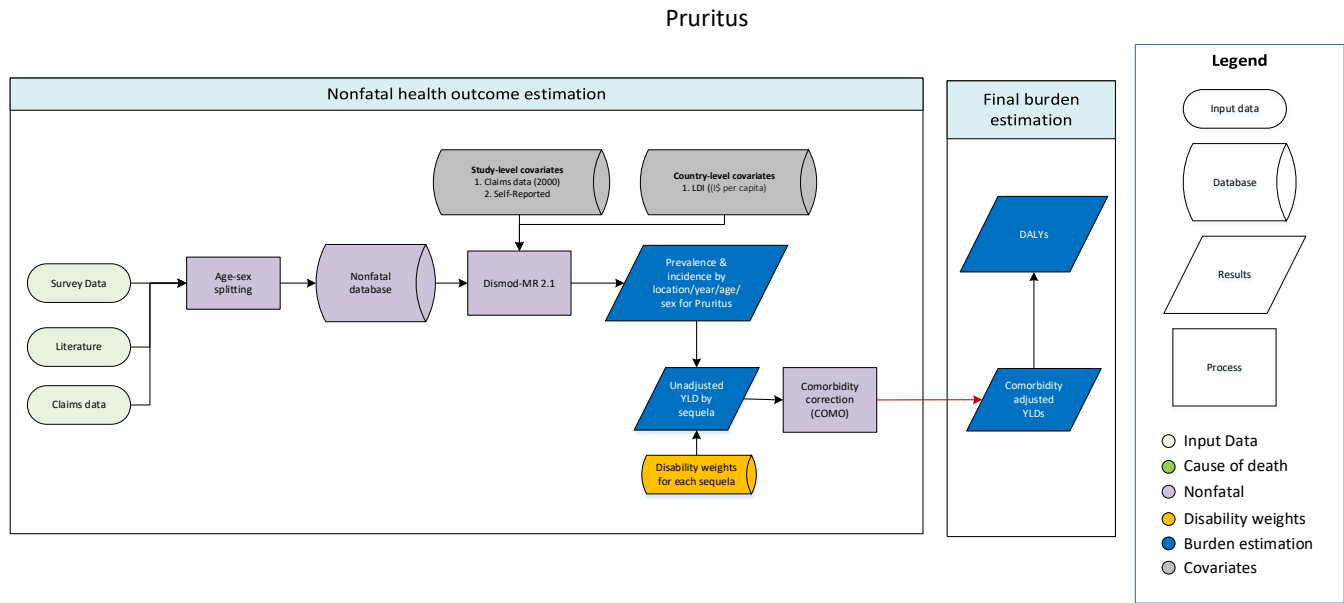 Pruritus
Nonfatal health outcome estimation
Study-level covariates
1. Claims data (2000)
2. Self-Reported
Country-level covariates
1. LDI ((I$ per capita)
Survey Data
Literature
Claims data
Age-sex
splitting
Nonfatal
database
Dismod-MR 2.1
Prevalence &
incidence by
location/year/age/
sex for Pruritus
Unadjusted
YLD by
sequela
Comorbidity
correction
(COMO)
Disability weights
for each sequela
Final burden
estimation
DALYs
Comorbidity
adjusted
YLDs
Legend
Input data
Database
Results
Process
Input Data
Cause of death
Nonfatal
Disability weights
Burden estimation
Covariates